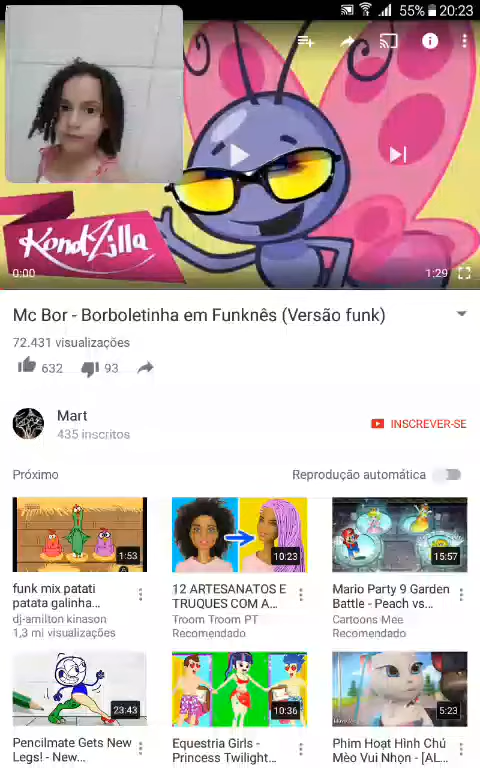 55% 20:23
KondZilla
0:00
1:29
Mc Bor - Borboletinha em Funknês (Versão funk)
72.431 visualizações
632 93
Mart
435 inscritos
INSCREVER-SE
Próximo
Reprodução automática
1:53
10:23
15:57
funk mix patati
patata galinha...
dj-amilton kinason
1,3 mi visualizações
12 ARTESANATOS E
TRUQUES COM A...
Troom Troom PT
Recomendado
Mario Party 9 Garden
Battle - Peach vs...
Cartoons Mee
Recomendado
23:43
10:36
5:23
Pencilmate Gets New
Legs! - New...
Equestria Girls -
Princess Twilight...
Phim Hoạt Hình Chú
Mèo Vui Nhọn - [AL...